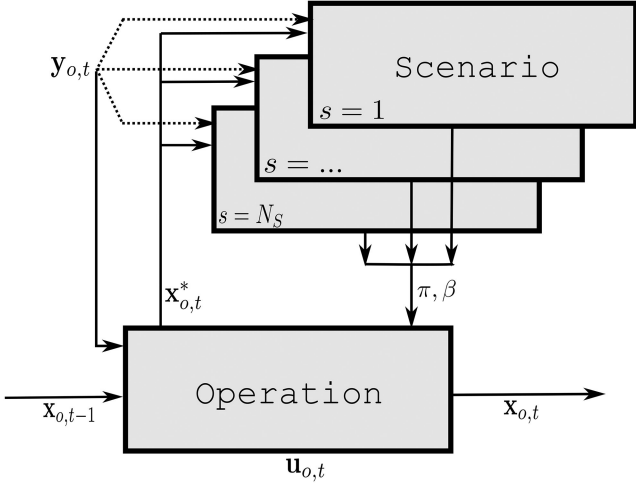 Scenario
y_{o,t}
s = 1
s = ...
s = N_S
x^*_{o,t}
π, β
Operation
x_{o,t−1}
x_{o,t}
u_{o,t}